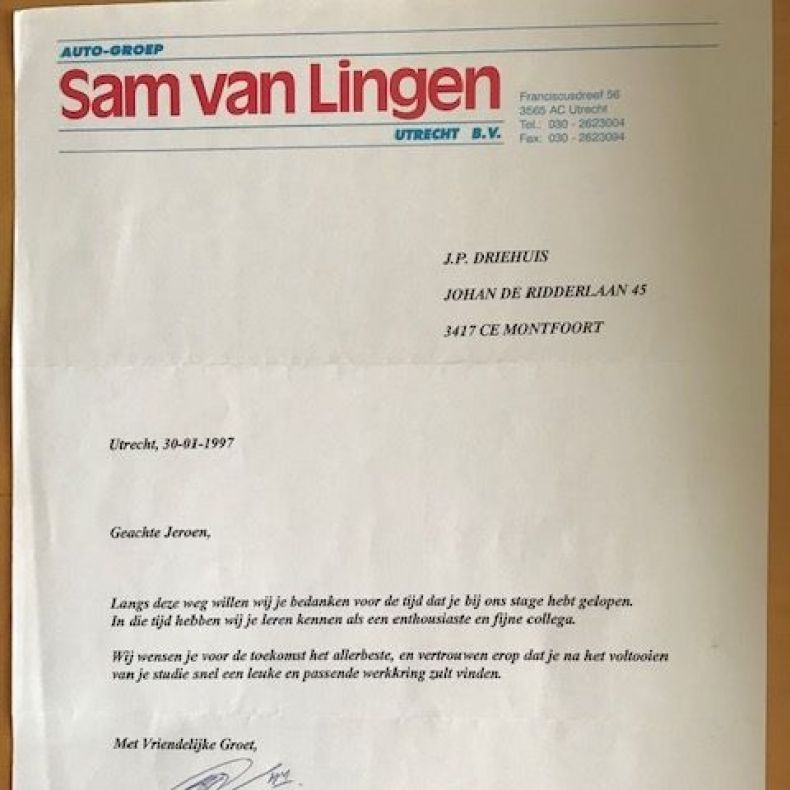 AUTO-GROEP
Sam van Lingen
UTRECHT B.V.
Franciscusdreef 56
3565 AC Utrecht
Tel.: 030 - 2623004
Fax: 030 - 2623094
J.P. DRIEHUIS
JOHAN DE RIDDERLAAN 45
3417 CE MONTFOORT
Utrecht, 30-01-1997
Geachte Jeroen,
Langs deze weg willen wij je bedanken voor de tijd dat je bij ons stage hebt gelopen.
In die tijd hebben wij je leren kennen als een enthousiaste en fijne collega.
Wij wensen je voor de toekomst het allerbeste, en vertrouwen erop dat je na het voltooien
van je studie snel een leuke en passende werkkring zult vinden.
Met Vriendelijke Groet,